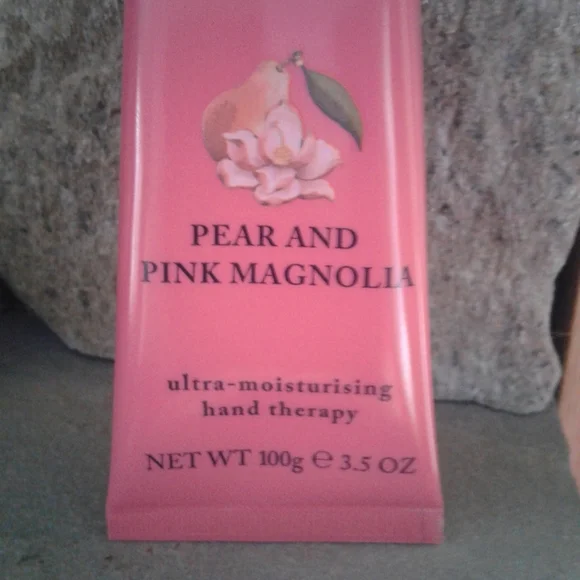 PEAR AND
PINK MAGNOLIA
ultra-moisturising
hand therapy
NET WT 100g ℮ 3.5 OZ